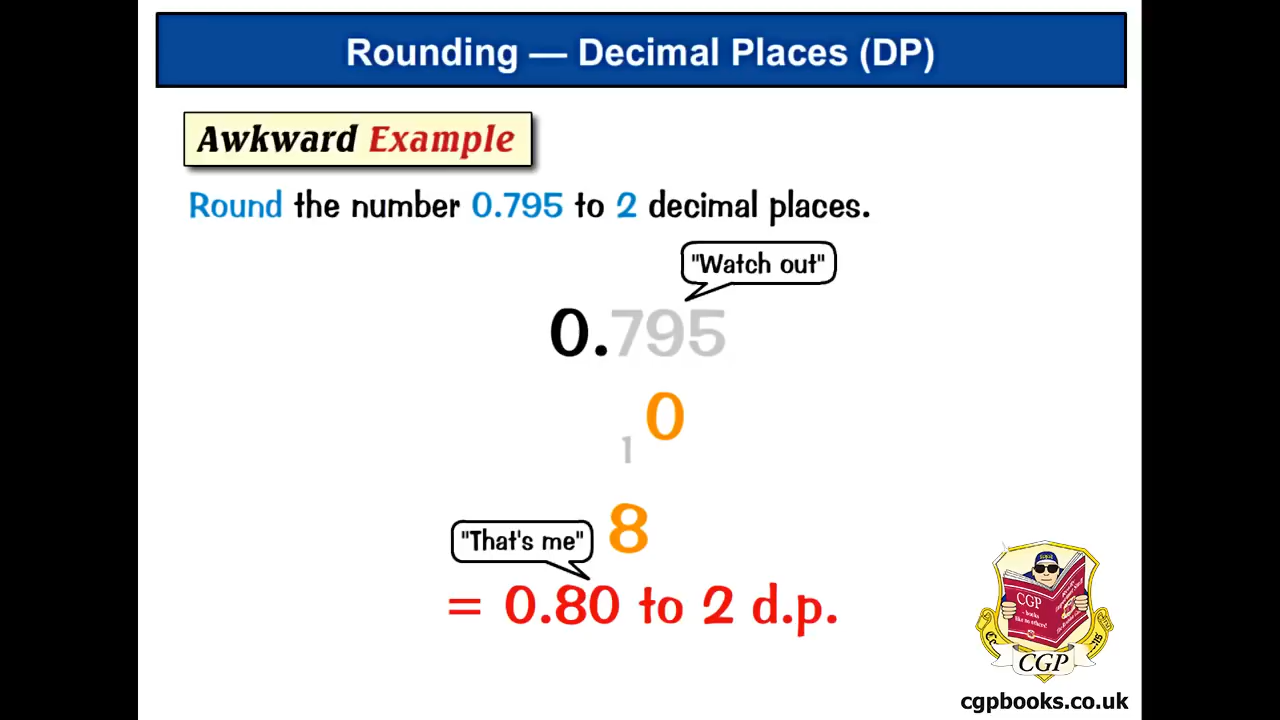 Rounding — Decimal Places (DP)
Awkward Example
Round the number 0.795 to 2 decimal places.
"Watch out"
0.795
0
1
8
"That's me"
= 0.80 to 2 d.p.
CGP
CGP
cgpbooks.co.uk